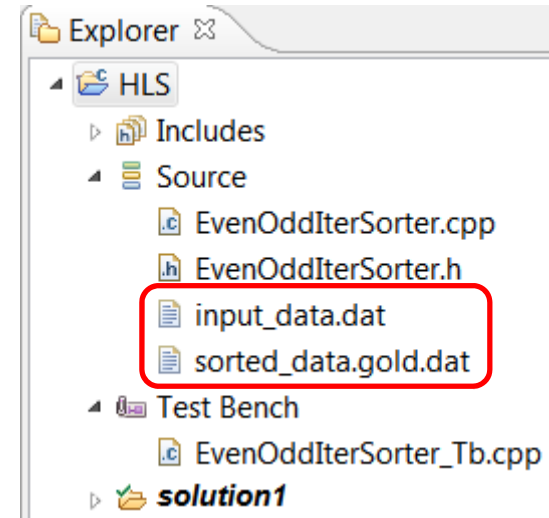 Explorer
HLS
Includes
Source
EvenOddIterSorter.cpp
EvenOddIterSorter.h
input_data.dat
sorted_data.gold.dat
Test Bench
EvenOddIterSorter_Tb.cpp
solution1